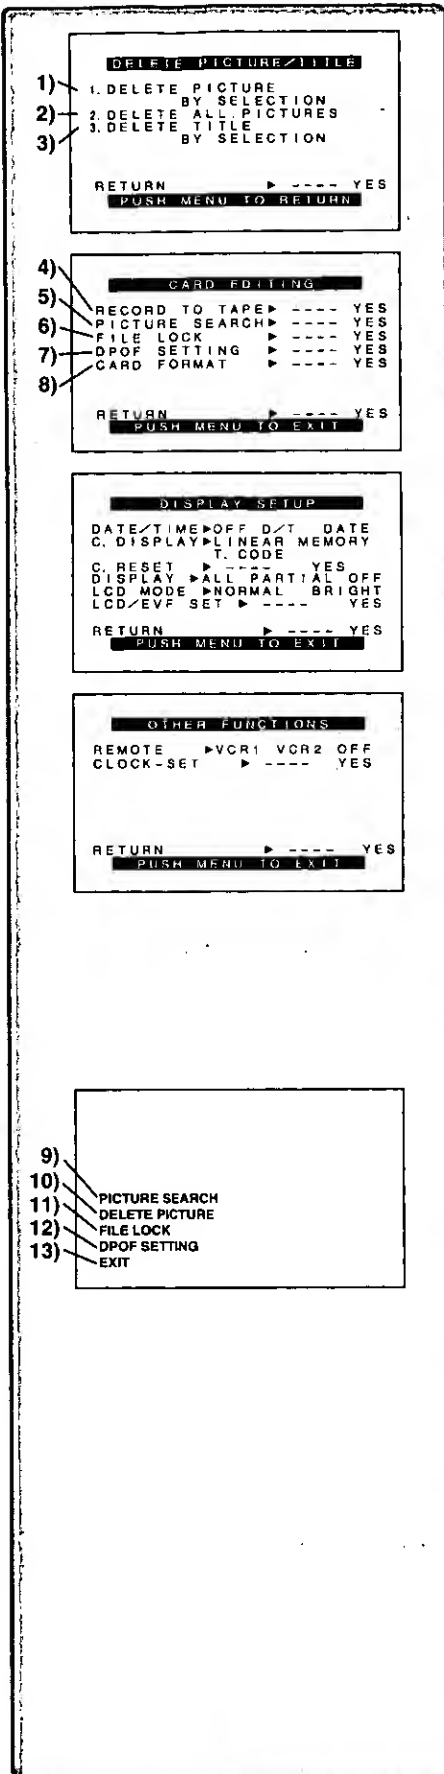 DELETE PICTURE/TITLE
1) 1. DELETE PICTURE
BY SELECTION
2) 2. DELETE ALL. PICTURES
3) 3. DELETE TITLE
BY SELECTION
RETURN ▶ ---- YES
PUSH MENU TO RETURN
CARD EDITING
4) RECORD TO TAPE▶ ---- YES
5) PICTURE SEARCH▶ ---- YES
6) FILE LOCK ▶ ---- YES
7) DPOF SETTING ▶ ---- YES
8) CARD FORMAT ▶ ---- YES
RETURN ▶ ---- YES
PUSH MENU TO EXIT
DISPLAY SETUP
DATE/TIME▶OFF D/T DATE
C. DISPLAY▶LINEAR MEMORY
T. CODE
C. RESET ▶ ---- YES
DISPLAY ▶ALL PARTIAL OFF
LCD MODE ▶NORMAL BRIGHT
LCD/EVF SET ▶ ---- YES
RETURN ▶ ---- YES
PUSH MENU TO EXIT
OTHER FUNCTIONS
REMOTE ▶VCR1 VCR2 OFF
CLOCK-SET ▶ ---- YES
RETURN ▶ ---- YES
PUSH MENU TO EXIT
9) PICTURE SEARCH
10) DELETE PICTURE
11) FILE LOCK
12) DPOF SETTING
13) EXIT